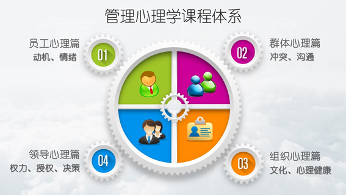 管理心理学课程体系
员工心理篇
动机、情绪
01
02
群体心理篇
冲突、沟通
领导心理篇
权力、授权、决策
04
03
组织心理篇
文化、心理健康